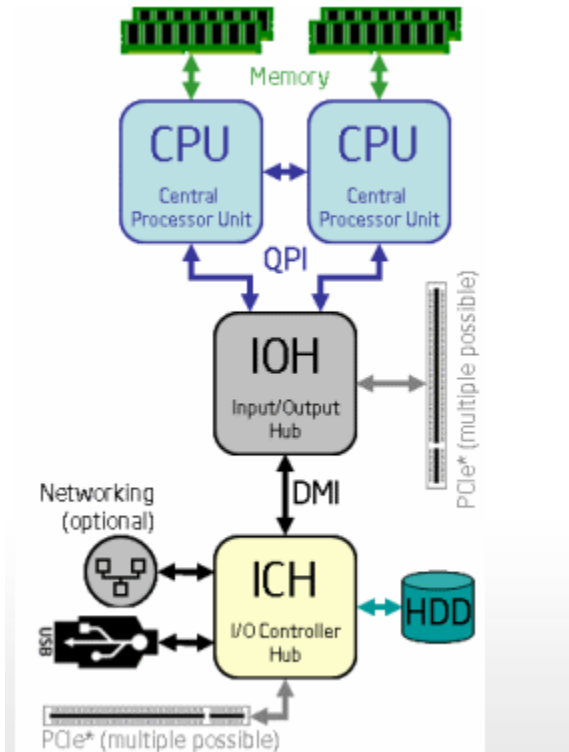 Memory
CPU
Central
Processor Unit
CPU
Central
Processor Unit
QPI
IOH
Input/Output
Hub
PCIe* (multiple possible)
DMI
Networking
(optional)
ICH
I/O Controller
Hub
HDD
USB
PCIe* (multiple possible)